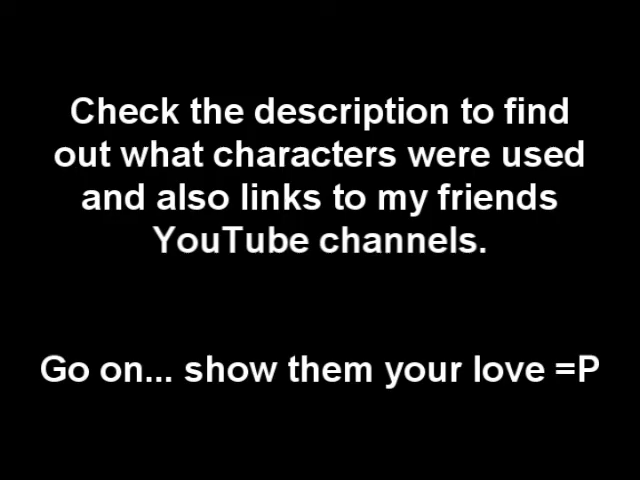 Check the description to find
out what characters were used
and also links to my friends
YouTube channels.
Go on... show them your love =P